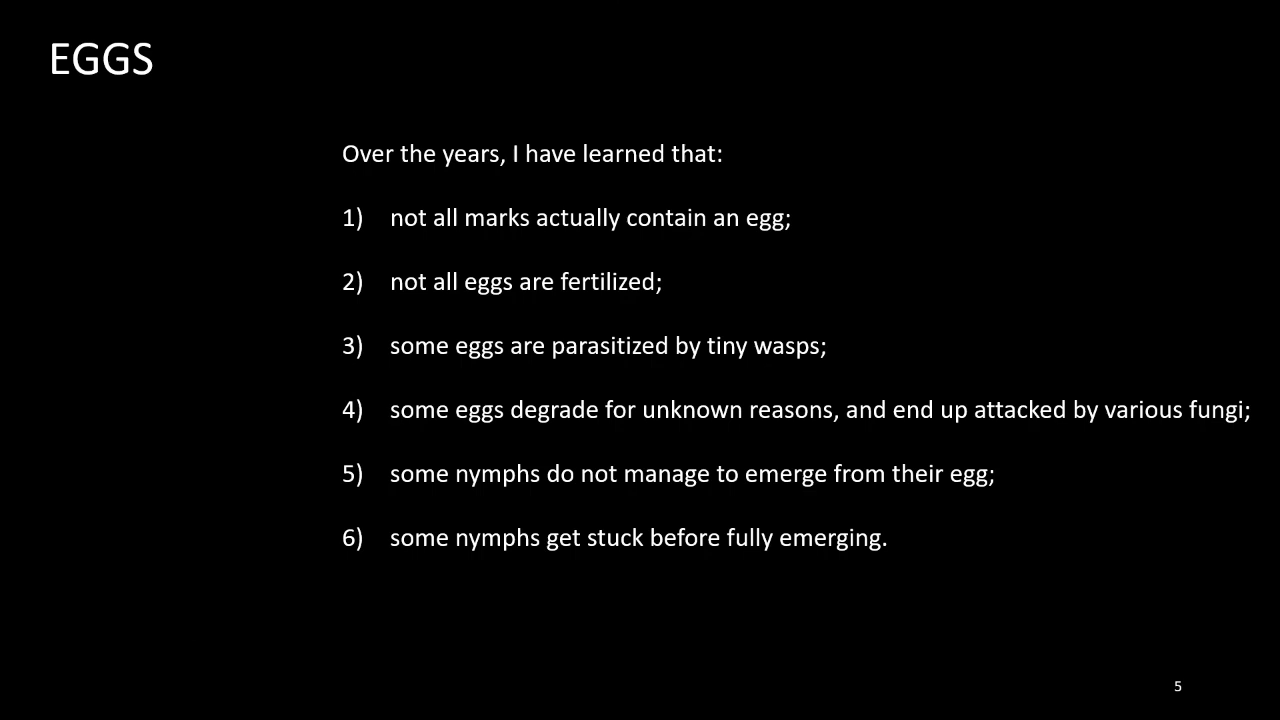 EGGS
Over the years, I have learned that:
1) not all marks actually contain an egg;
2) not all eggs are fertilized;
3) some eggs are parasitized by tiny wasps;
4) some eggs degrade for unknown reasons, and end up attacked by various fungi;
5) some nymphs do not manage to emerge from their egg;
6) some nymphs get stuck before fully emerging.
5